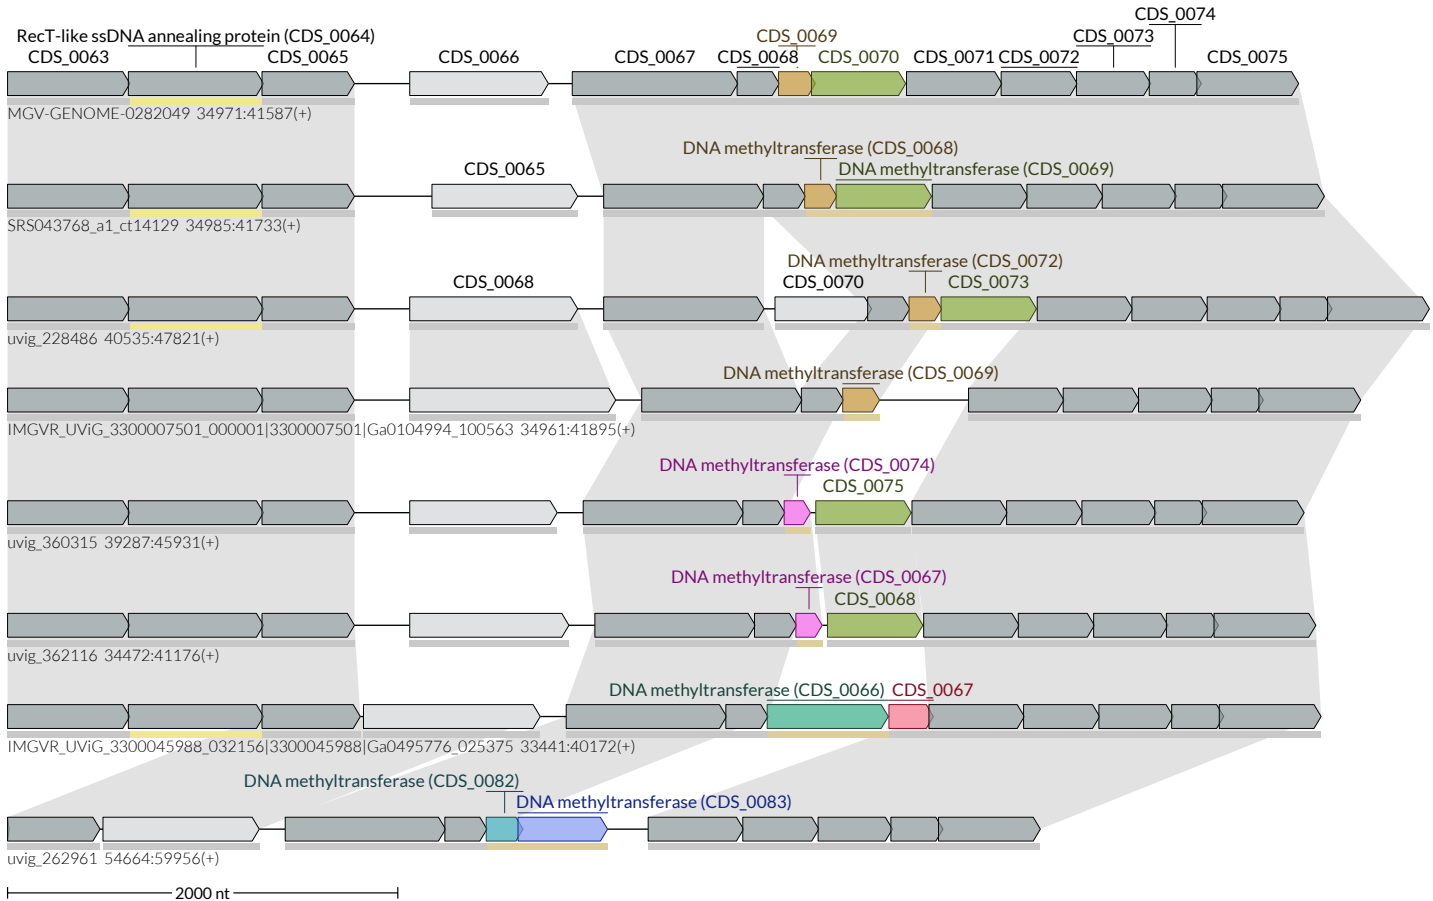 CDS_0074
RecT-like ssDNA annealing protein (CDS_0064) CDS_0069 CDS_0073
CDS_0063 CDS_0065 CDS_0066 CDS_0067 CDS_0068 CDS_0070 CDS_0071 CDS_0072 CDS_0075
MGV-GENOME-0282049 34971:41587(+)
DNA methyltransferase (CDS_0068)
CDS_0065 DNA methyltransferase (CDS_0069)
SRS043768_a1_ct14129 34985:41733(+)
DNA methyltransferase (CDS_0072)
CDS_0068 CDS_0070 CDS_0073
uvig_228486 40535:47821(+)
DNA methyltransferase (CDS_0069)
IMGVR_UViG_3300007501_000001|3300007501|Ga0104994_100563 34961:41895(+)
DNA methyltransferase (CDS_0074)
CDS_0075
uvig_360315 39287:45931(+)
DNA methyltransferase (CDS_0067)
CDS_0068
uvig_362116 34472:41176(+)
DNA methyltransferase (CDS_0066) CDS_0067
IMGVR_UViG_3300045988_032156|3300045988|Ga0495776_025375 33441:40172(+)
DNA methyltransferase (CDS_0082)
DNA methyltransferase (CDS_0083)
uvig_262961 54664:59956(+)
2000 nt